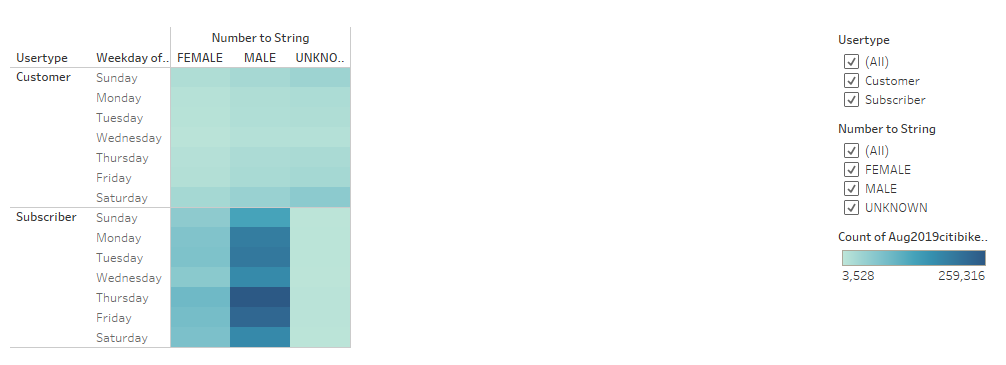 Number to String
Usertype Weekday of.. FEMALE MALE UNKNO..
Customer Sunday
Monday
Tuesday
Wednesday
Thursday
Friday
Saturday
Subscriber Sunday
Monday
Tuesday
Wednesday
Thursday
Friday
Saturday
Usertype
(All)
Customer
Subscriber
Number to String
(All)
FEMALE
MALE
UNKNOWN
Count of Aug2019citibike..
3,528 259,316